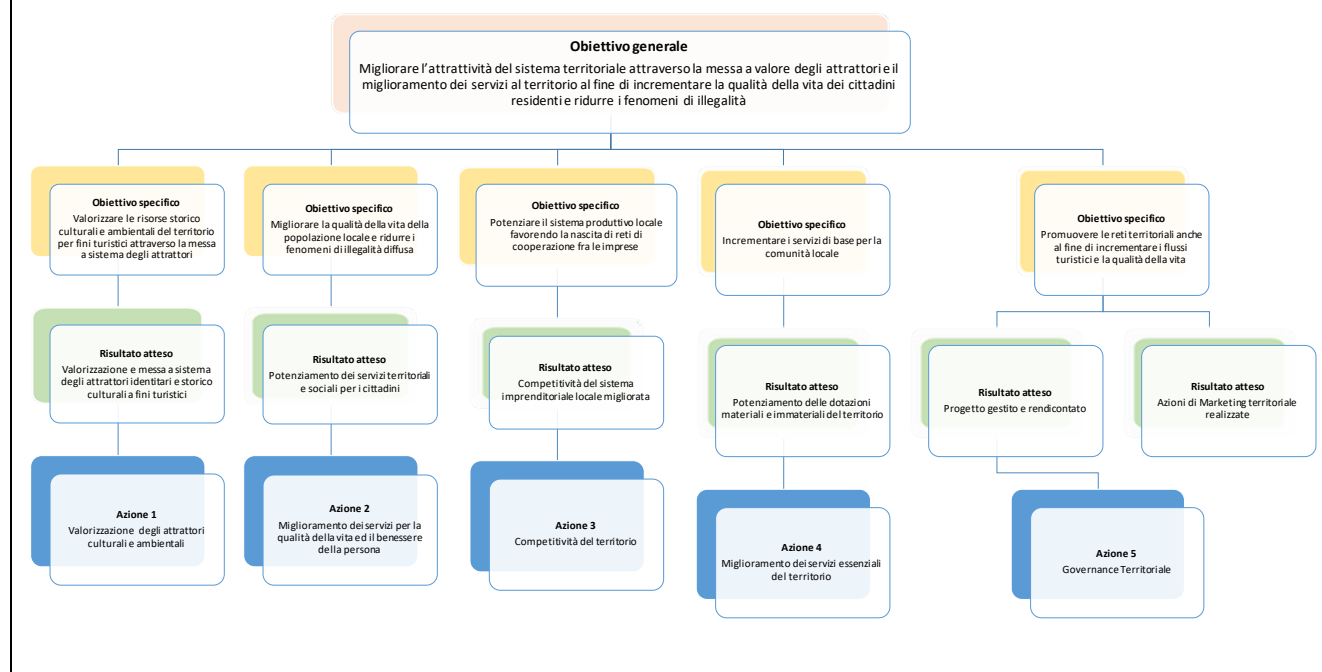 Obiettivo generale
Migliorare l'attrattività del sistema territoriale attraverso la messa a valore degli attrattori e il
miglioramento dei servizi al territorio al fine di incrementare la qualità della vita dei cittadini
residenti e ridurre i fenomeni di illegalità
Obiettivo specifico
Valorizzare le risorse storico
culturali e ambientali del territorio
per fini turistici attraverso la messa
a sistema degli attrattori
Obiettivo specifico
Migliorare la qualità della vita della
popolazione locale e ridurre i
fenomeni di illegalità diffusa
Obiettivo specifico
Potenziare il sistema produttivo locale
favorendo la nascita di reti di
cooperazione fra le imprese
Obiettivo specifico
Incrementare i servizi di base per la
comunità locale
Obiettivo specifico
Promuovere le reti territoriali anche
al fine di incrementare i flussi
turistici e la qualità della vita
Risultato atteso
Valorizzazione e messa a sistema
degli attrattori identitari e storico
culturali a fini turistici
Risultato atteso
Potenziamento dei servizi territoriali
e sociali per i cittadini
Risultato atteso
Competitività del sistema
imprenditoriale locale migliorata
Risultato atteso
Potenziamento delle dotazioni
materiali e immateriali del territorio
Risultato atteso
Progetto gestito e rendicontato
Risultato atteso
Azioni di Marketing territoriale
realizzate
Azione 1
Valorizzazione degli attrattori
culturali e ambientali
Azione 2
Miglioramento dei servizi per la
qualità della vita ed il benessere
della persona
Azione 3
Competitività del territorio
Azione 4
Miglioramento dei servizi essenziali
del territorio
Azione 5
Governance Territoriale